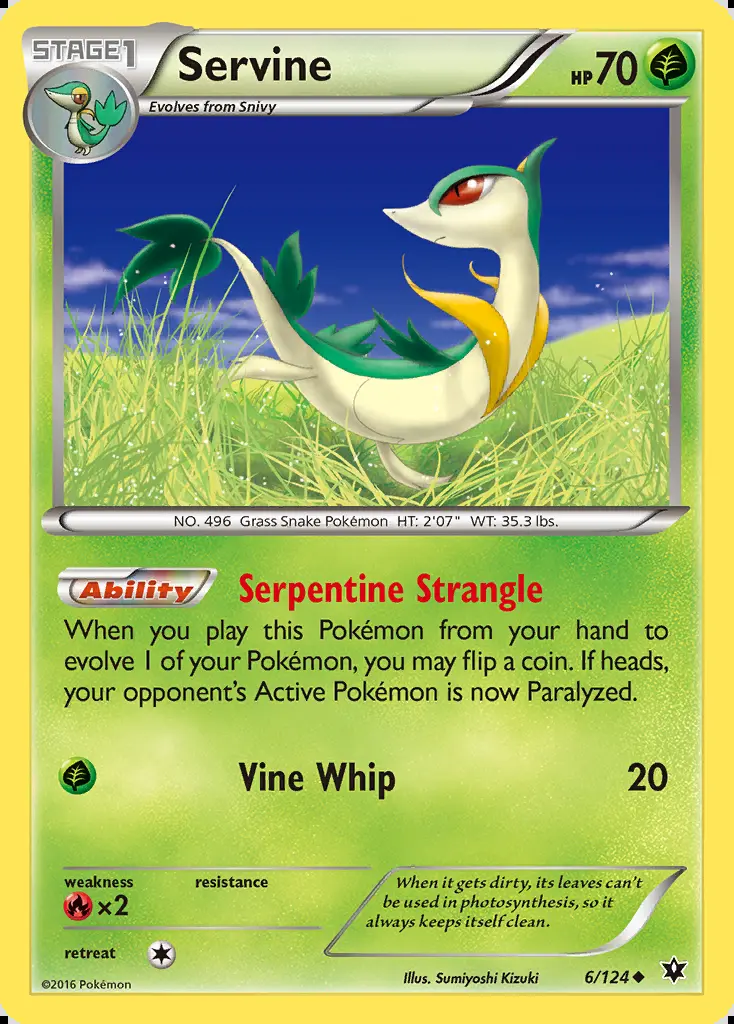 STAGE1
Servine
HP 70
Evolves from Snivy
NO. 496 Grass Snake Pokémon HT: 2'07" WT: 35.3 lbs.
Ability Serpentine Strangle
When you play this Pokémon from your hand to
evolve 1 of your Pokémon, you may flip a coin. If heads,
your opponent's Active Pokémon is now Paralyzed.
Vine Whip 20
weakness resistance
×2
retreat
When it gets dirty, its leaves can't
be used in photosynthesis, so it
always keeps itself clean.
©2016 Pokémon
Illus. Sumiyoshi Kizuki
6/124